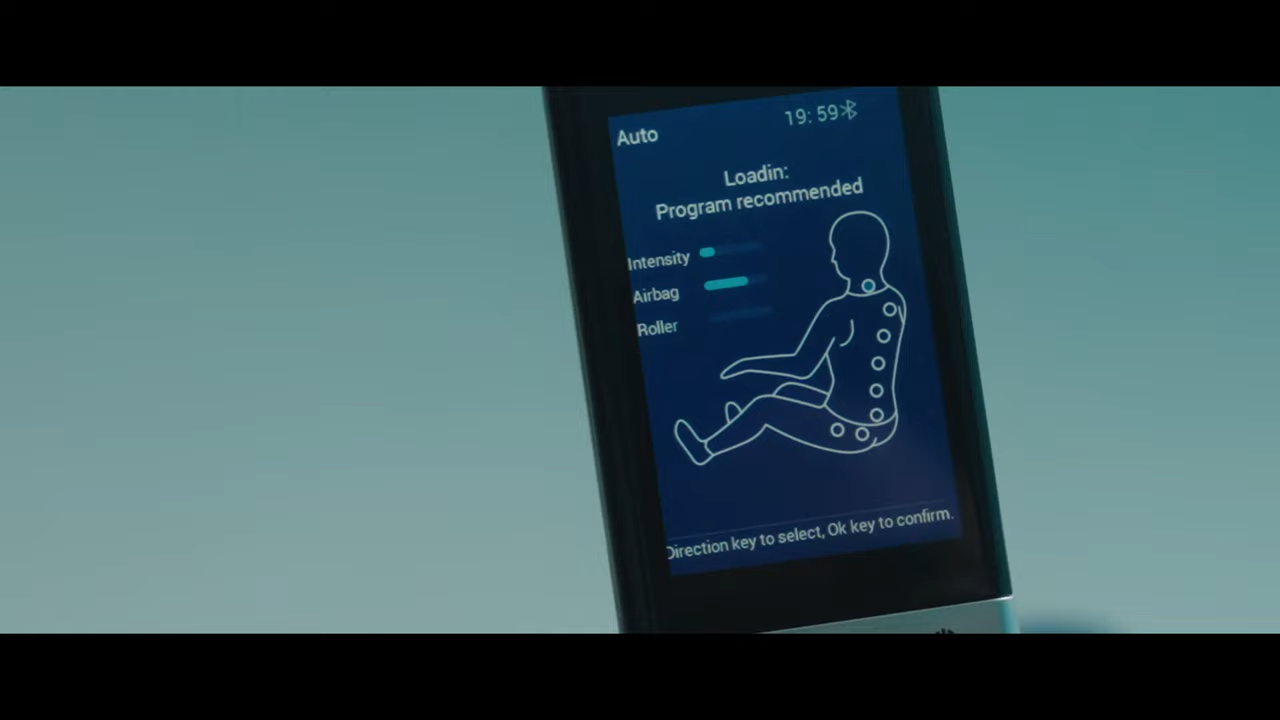 Auto
19: 59
Loadin:
Program recommended
Intensity
Airbag
Roller
Direction key to select, Ok key to confirm.